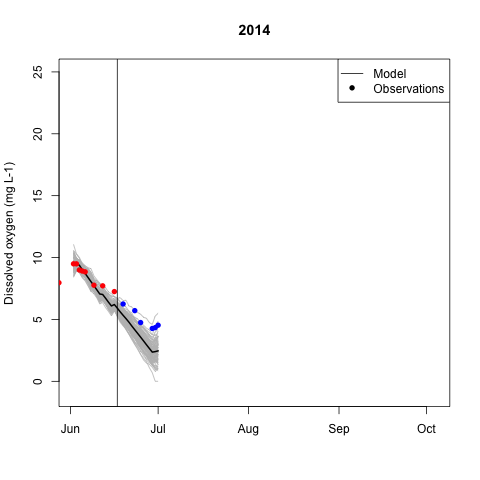 2014
Model
Observations
Dissolved oxygen (mg L-1)
25
20
15
10
5
0
Jun
Jul
Aug
Sep
Oct